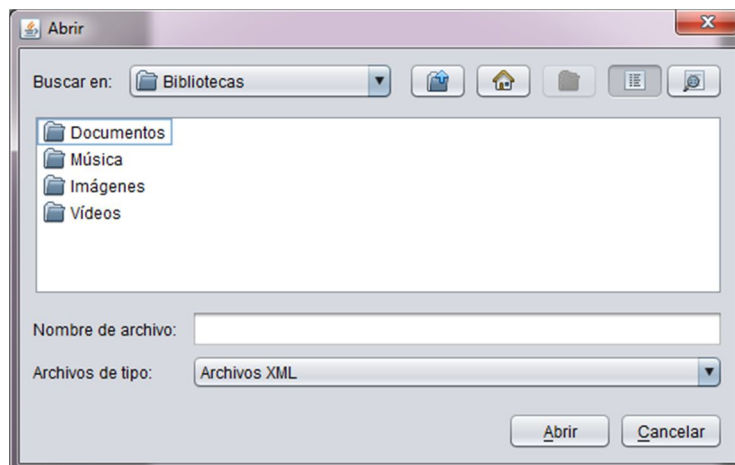 Abrir
Buscar en: Bibliotecas
Documentos
Música
Imágenes
Vídeos
Nombre de archivo:
Archivos de tipo: Archivos XML
Abrir Cancelar